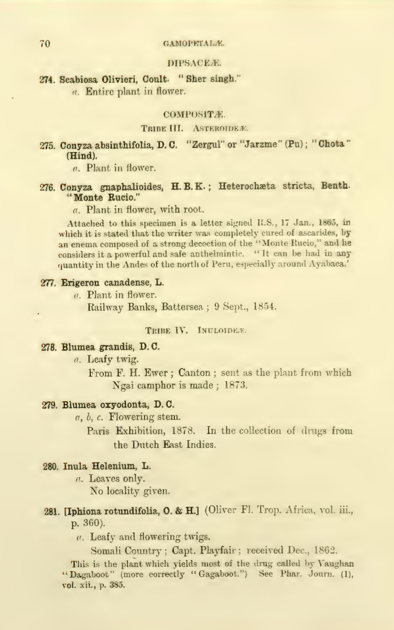 70 GAMOPETALÆ.
DIPSACEÆ.
274. Scabiosa Olivieri, Coult. "Sher singh."
a. Entire plant in flower.
COMPOSITÆ.
TRIBE III. ASTEROIDEÆ.
275. Conyza absinthifolia, D. C. "Zergul" or "Jarzme" (Pu); "Chota"
(Hind).
a. Plant in flower.
276. Conyza gnaphalioides, H. B. K.; Heterochæta stricta, Benth.
"Monte Rucio."
a. Plant in flower, with root.
Attached to this specimen is a letter signed R.S., 17 Jan., 1865, in
which it is stated that the writer was completely cured of ascarides, by
an enema composed of a strong decoction of the "Monte Rucio," and he
considers it a powerful and safe anthelmintic. "It can be had in any
quantity in the Andes of the north of Peru, especially around Ayabaca.'
277. Erigeron canadense, L.
a. Plant in flower.
Railway Banks, Battersea; 9 Sept., 1854.
TRIBE IV. INULOIDEÆ.
278. Blumea grandis, D. C.
a. Leafy twig.
From F. H. Ewer; Canton; sent as the plant from which
Ngai camphor is made; 1873.
279. Blumea oxyodonta, D. C.
a, b, c. Flowering stem.
Paris Exhibition, 1878. In the collection of drugs from
the Dutch East Indies.
280. Inula Helenium, L.
a. Leaves only.
No locality given.
281. [Iphiona rotundifolia, O. & H.] (Oliver Fl. Trop. Africa, vol. iii.,
p. 360).
a. Leafy and flowering twigs.
Somali Country; Capt. Playfair; received Dec., 1862.
This is the plant which yields most of the drug called by Vaughan
"Dagaboot" (more correctly "Gagaboot.") See Phar. Journ. (1),
vol. xii., p. 385.